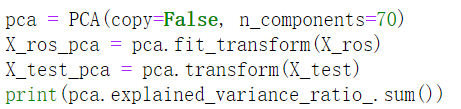 pca = PCA(copy=False, n_components=70)
X_ros_pca = pca.fit_transform(X_ros)
X_test_pca = pca.transform(X_test)
print(pca.explained_variance_ratio_.sum())